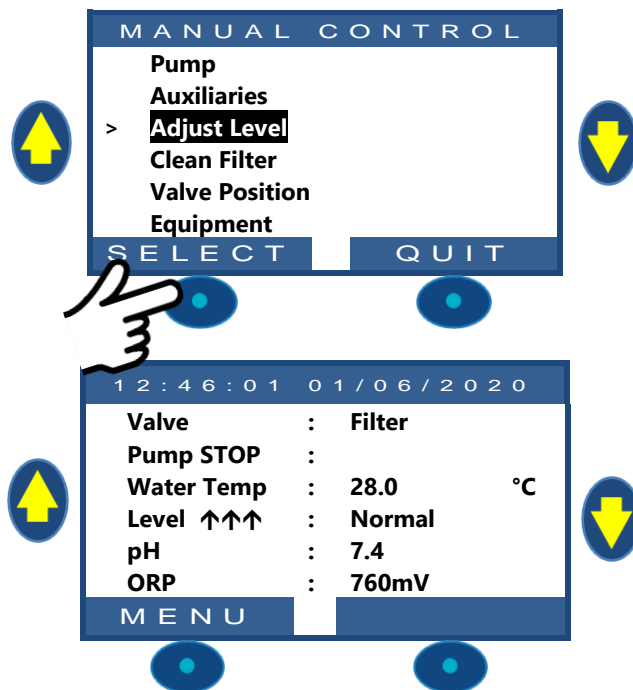 MANUAL CONTROL
Pump
Auxiliaries
> Adjust Level
Clean Filter
Valve Position
Equipment
SELECT QUIT
12:46:01 01/06/2020
Valve : Filter
Pump STOP :
Water Temp : 28.0 °C
Level ↑↑↑ : Normal
pH : 7.4
ORP : 760mV
MENU